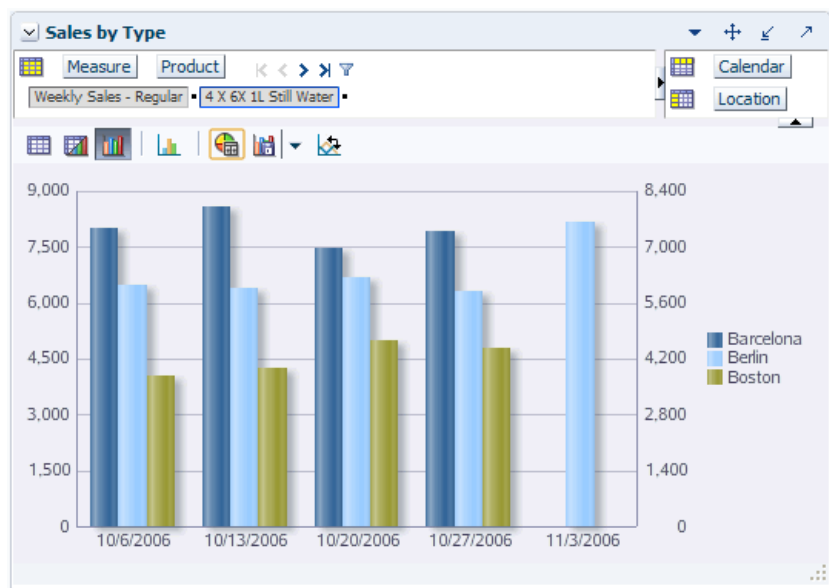 Sales by Type
Measure Product
Calendar
Weekly Sales - Regular 4 X 6X 1L Still Water
Location
9,000 8,400
7,500 7,000
6,000 5,600
4,500 4,200
3,000 2,800
1,500 1,400
0 0
Barcelona
Berlin
Boston
10/6/2006 10/13/2006 10/20/2006 10/27/2006 11/3/2006